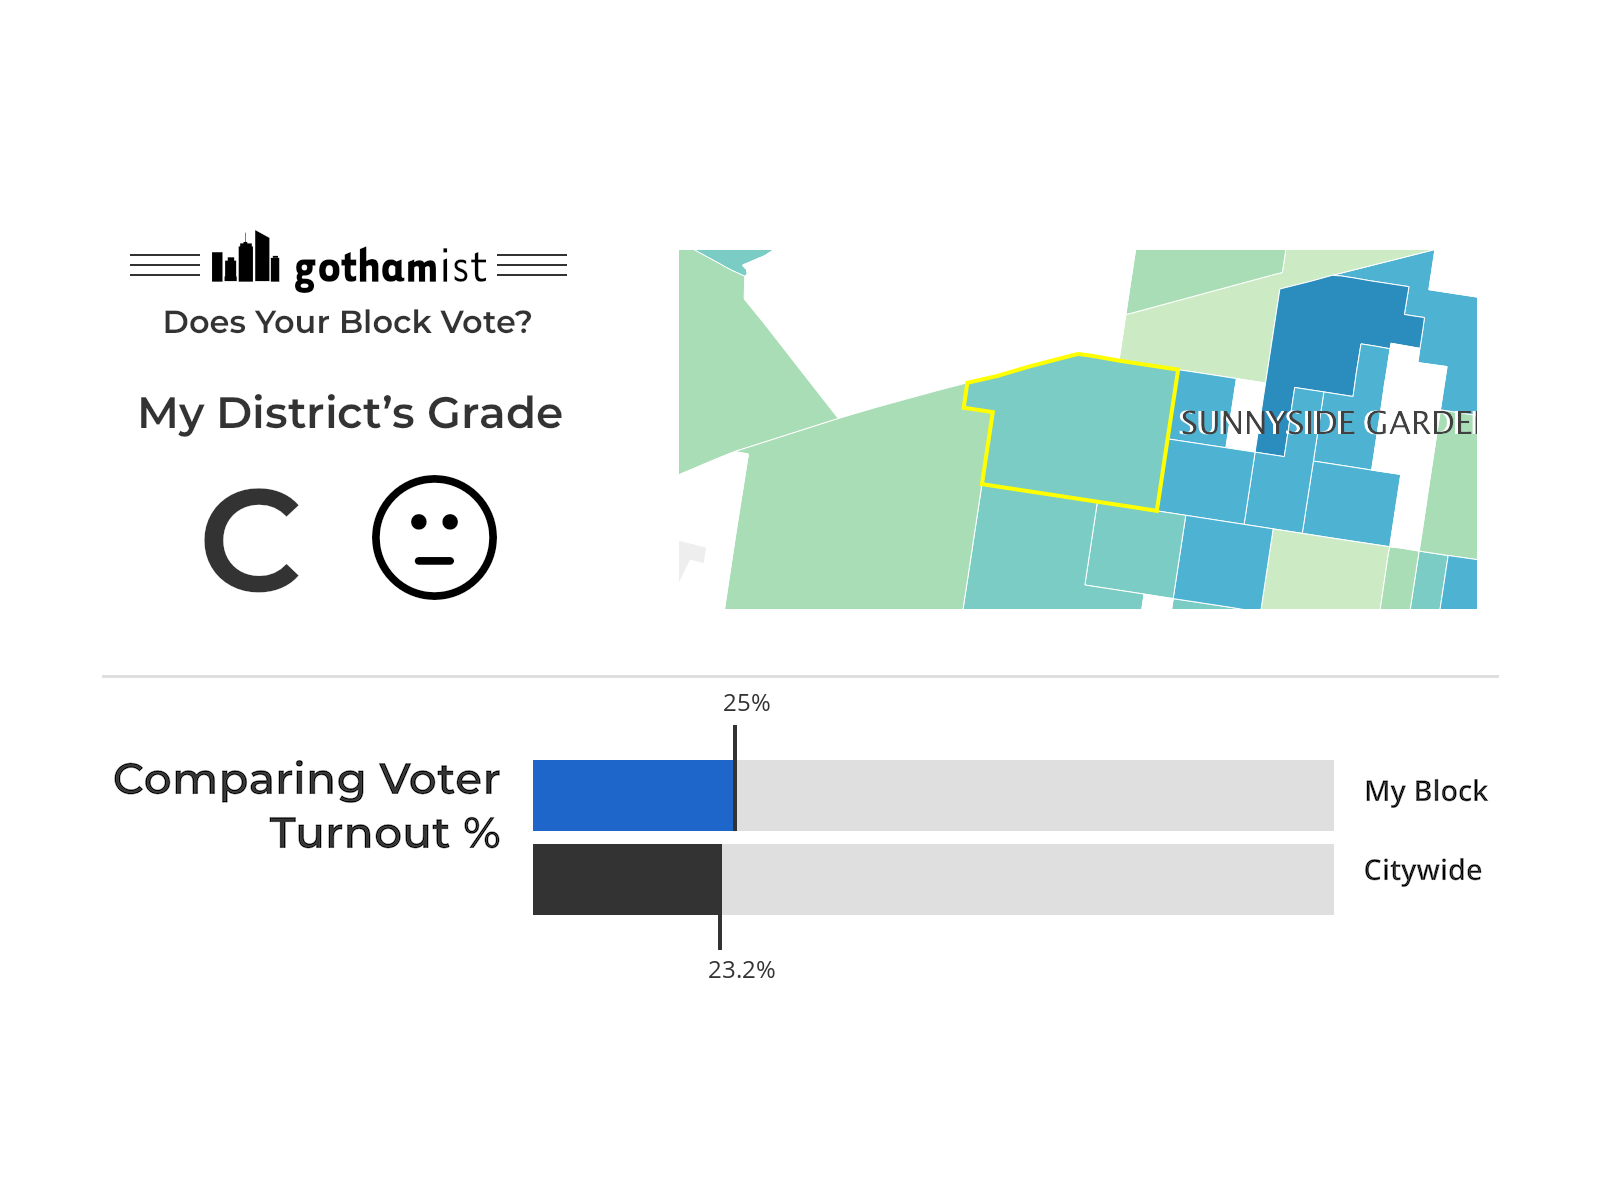 gothamist
Does Your Block Vote?
My District’s Grade
C
SUNNYSIDE GARDE
25%
Comparing Voter
Turnout %
My Block
Citywide
23.2%